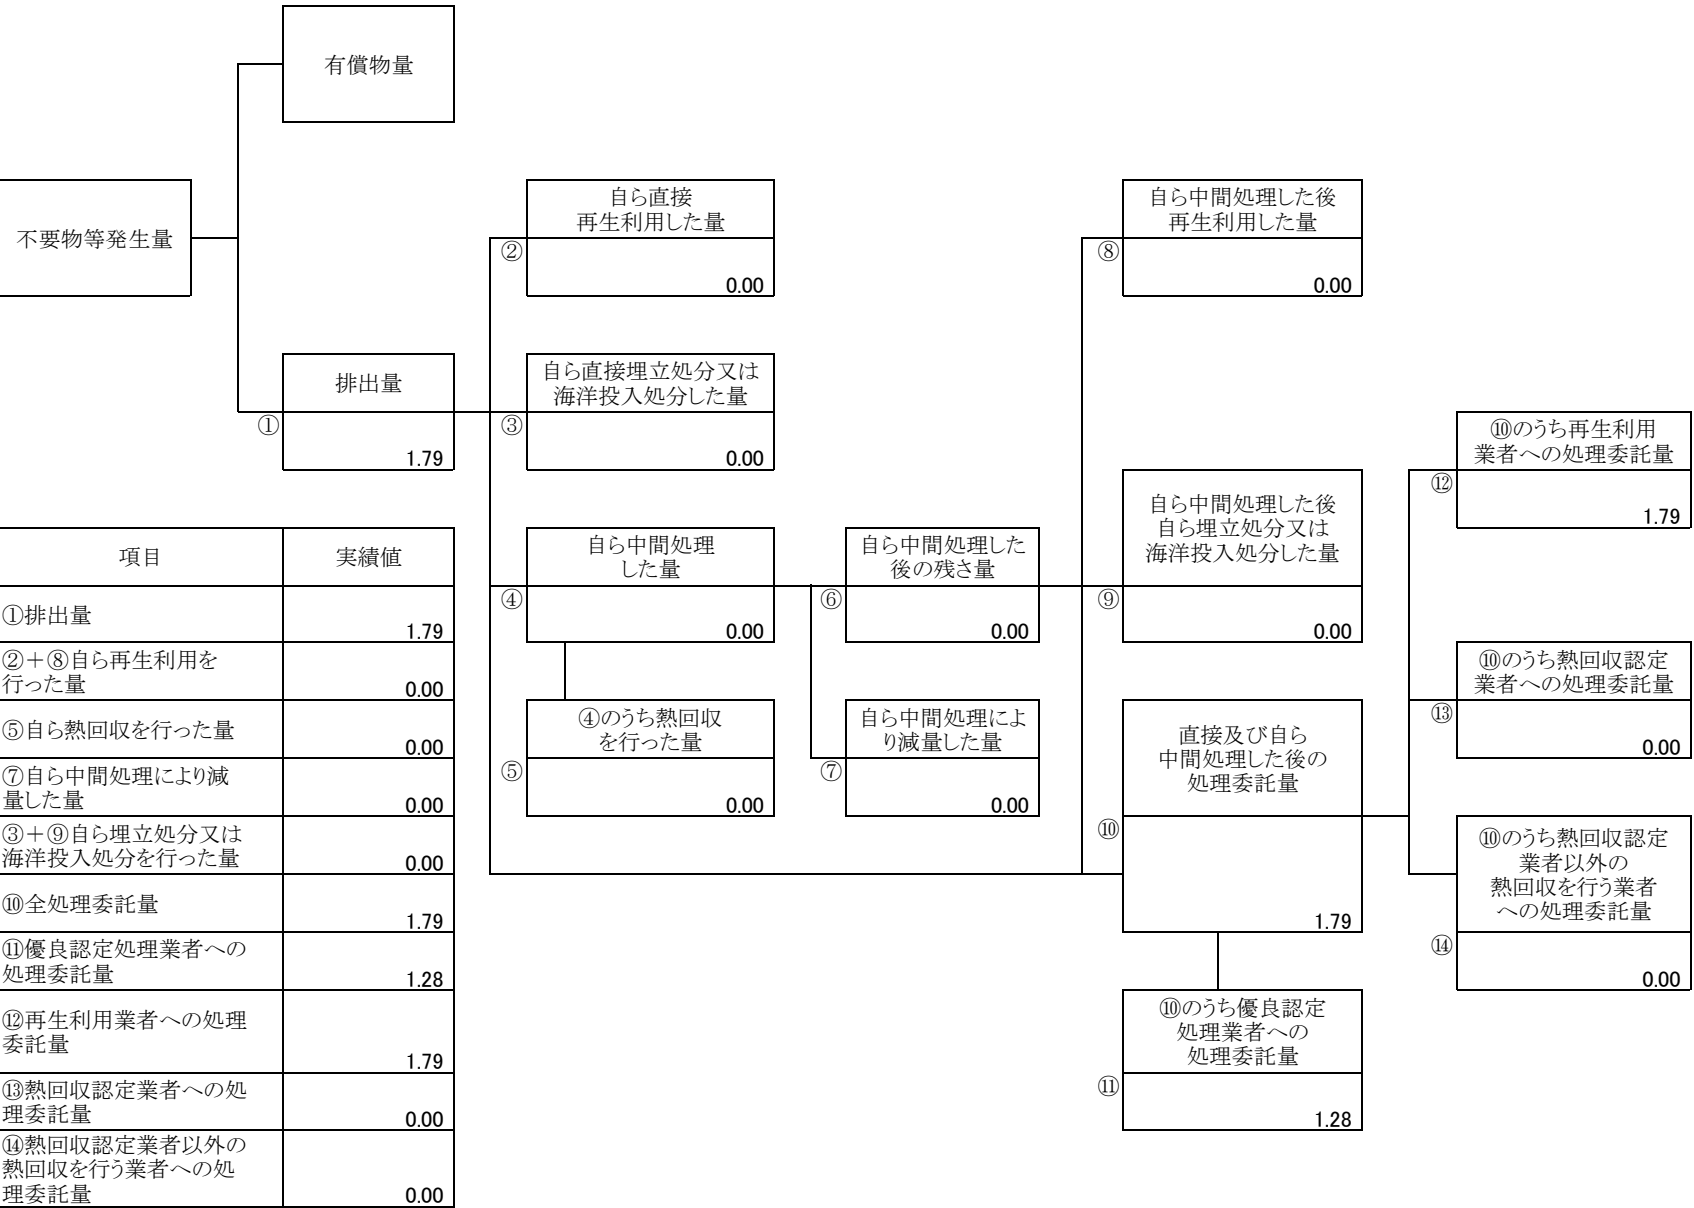 有償物量
不要物等発生量
自ら直接
再生利用した量
②
0.00
自ら中間処理した後
再生利用した量
⑧
0.00
排出量
①
1.79
自ら直接埋立処分又は
海洋投入処分した量
③
0.00
⑩のうち再生利用
業者への処理委託量
⑫
1.79
自ら中間処理
した量
④
0.00
自ら中間処理した
後の残さ量
⑥
0.00
自ら中間処理した後
自ら埋立処分又は
海洋投入処分した量
⑨
0.00
⑩のうち熱回収認定
業者への処理委託量
⑬
0.00
④のうち熱回収
を行った量
⑤
0.00
自ら中間処理によ
り減量した量
⑦
0.00
直接及び自ら
中間処理した後の
処理委託量
⑩
1.79
⑩のうち熱回収認定
業者以外の
熱回収を行う業者
への処理委託量
⑭
0.00
⑩のうち優良認定
処理業者への
処理委託量
⑪
1.28
項目 実績値
①排出量
1.79
②＋⑧自ら再生利用を
行った量
0.00
⑤自ら熱回収を行った量
0.00
⑦自ら中間処理により減
量した量
0.00
③＋⑨自ら埋立処分又は
海洋投入処分を行った量
0.00
⑩全処理委託量
1.79
⑪優良認定処理業者への
処理委託量
1.28
⑫再生利用業者への処理
委託量
1.79
⑬熱回収認定業者への処
理委託量
0.00
⑭熱回収認定業者以外の
熱回収を行う業者への処
理委託量
0.00